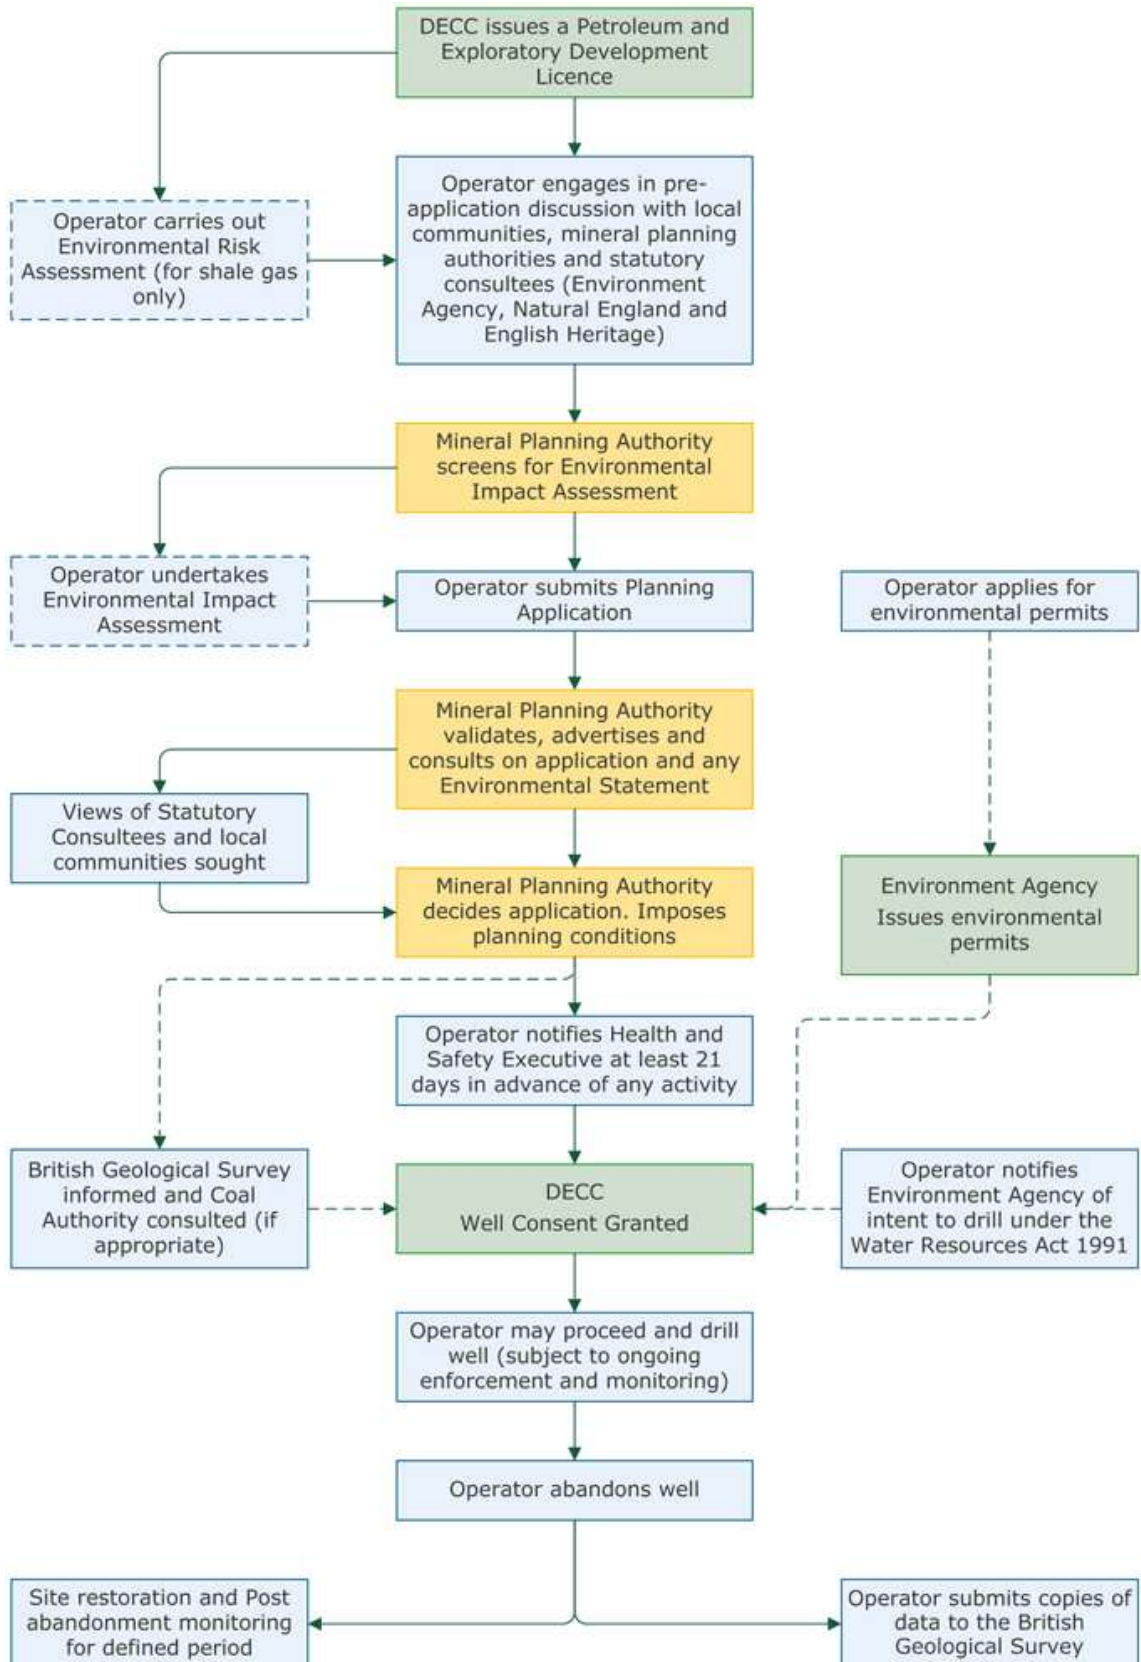 DECC issues a Petroleum and
Exploratory Development
Licence
Operator carries out
Environmental Risk
Assessment (for shale gas
only)
Operator engages in pre-
application discussion with local
communities, mineral planning
authorities and statutory
consultees (Environment
Agency, Natural England and
English Heritage)
Mineral Planning Authority
screens for Environmental
Impact Assessment
Operator undertakes
Environmental Impact
Assessment
Operator submits Planning
Application
Operator applies for
environmental permits
Mineral Planning Authority
validates, advertises and
consults on application and any
Environmental Statement
Views of Statutory
Consultees and local
communities sought
Mineral Planning Authority
decides application. Imposes
planning conditions
Environment Agency
Issues environmental
permits
Operator notifies Health and
Safety Executive at least 21
days in advance of any activity
British Geological Survey
informed and Coal
Authority consulted (if
appropriate)
DECC
Well Consent Granted
Operator notifies
Environment Agency of
intent to drill under the
Water Resources Act 1991
Operator may proceed and drill
well (subject to ongoing
enforcement and monitoring)
Operator abandons well
Site restoration and Post
abandonment monitoring
for defined period
Operator submits copies of
data to the British
Geological Survey